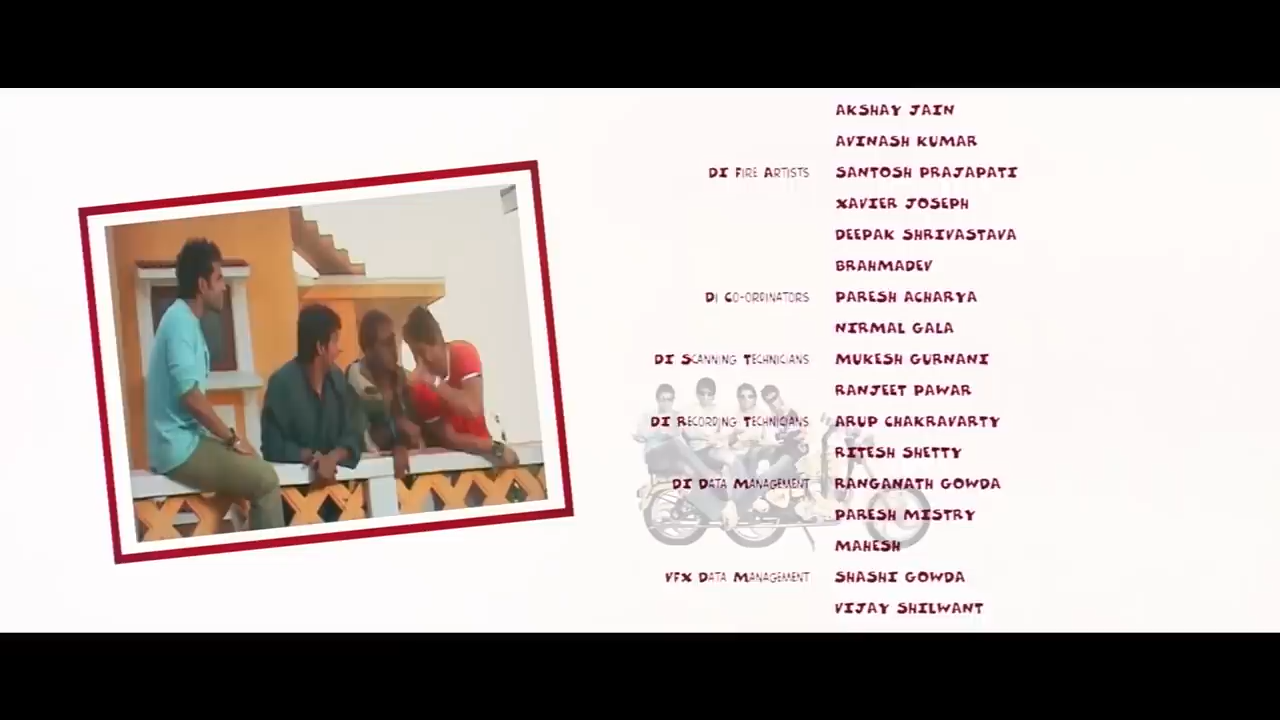 AKSHAY JAIN
AVINASH KUMAR
DI FIRE ARTISTS SANTOSH PRAJAPATI
XAVIER JOSEPH
DEEPAK SHRIVASTAVA
BRAHMADEV
DI CO-ORDINATORS PARESH ACHARYA
NIRMAL GALA
DI SCANNING TECHNICIANS MUKESH GURNANI
RANJEET PAWAR
DI RECORDING TECHNICIANS ARUP CHAKRAVARTY
RITESH SHETTY
DI DATA MANAGEMENT RANGANATH GOWDA
PARESH MISTRY
MAHESH
VFX DATA MANAGEMENT SHASHI GOWDA
VIJAY SHILWANT